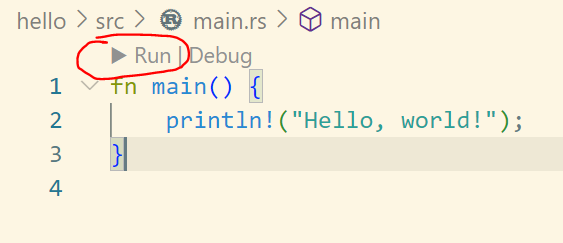 hello > src > main.rs > main
▶ Run | Debug
1 fn main() {
2     println!("Hello, world!");
3 }
4